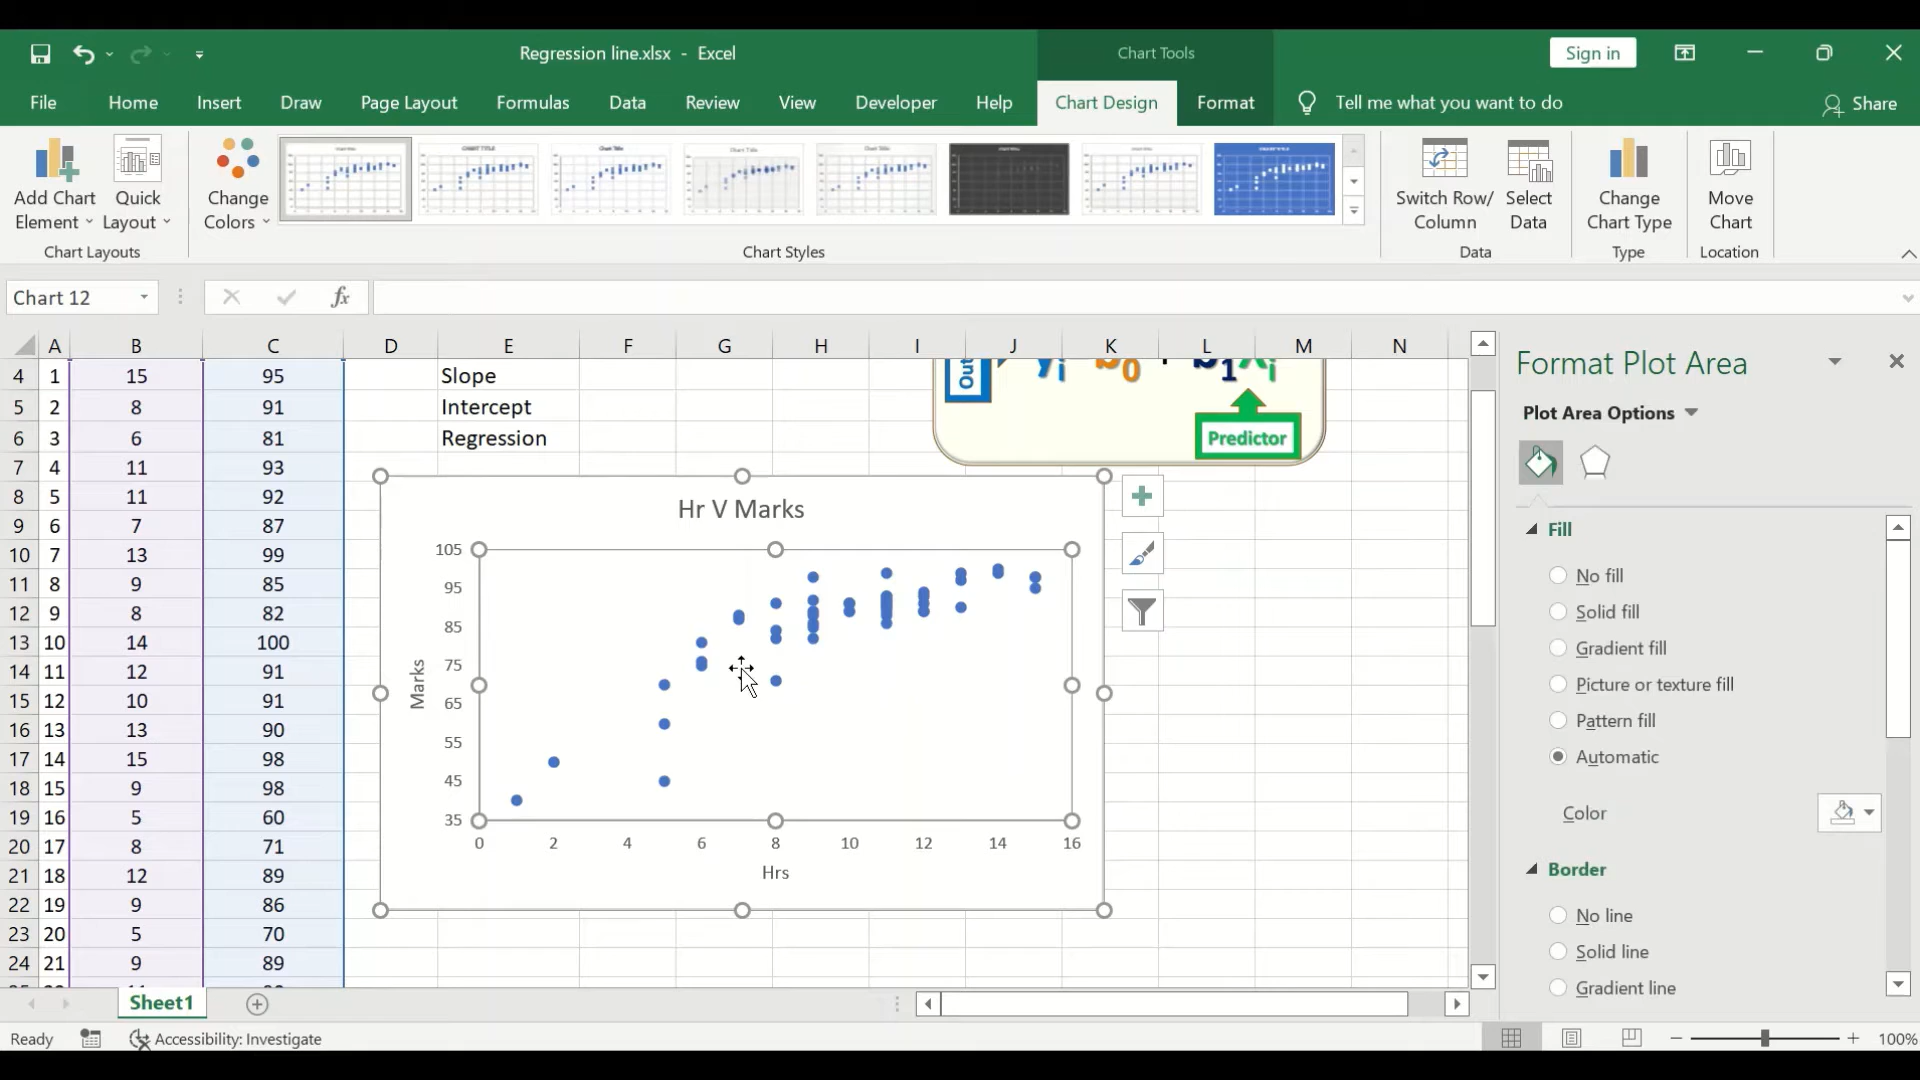 Regression line.xlsx - Excel
Chart Tools
Sign in
File Home Insert Draw Page Layout Formulas Data Review View Developer Help Chart Design Format Tell me what you want to do Share
Add Chart Element
Quick Layout
Change Colors
Switch Row/ Column
Select Data
Change Chart Type
Move Chart
Chart Layouts
Chart Styles
Data
Type
Location
Chart 12
fx
A B C D E F G H I J K L M N
4 1 15 95 Slope
5 2 8 91 Intercept
6 3 6 81 Regression
7 4 11 93
8 5 11 92
9 6 7 87
10 7 13 99
11 8 9 85
12 9 8 82
13 10 14 100
14 11 12 91
15 12 10 91
16 13 13 90
17 14 15 98
18 15 9 98
19 16 5 60
20 17 8 71
21 18 12 89
22 19 9 86
23 20 5 70
24 21 9 89
Predictor
Hr V Marks
105
95
85
75
65
55
45
35
Marks
0 2 4 6 8 10 12 14 16
Hrs
Format Plot Area
Plot Area Options
Fill
No fill
Solid fill
Gradient fill
Picture or texture fill
Pattern fill
Automatic
Color
Border
No line
Solid line
Gradient line
Sheet1
Ready
Accessibility: Investigate
100%